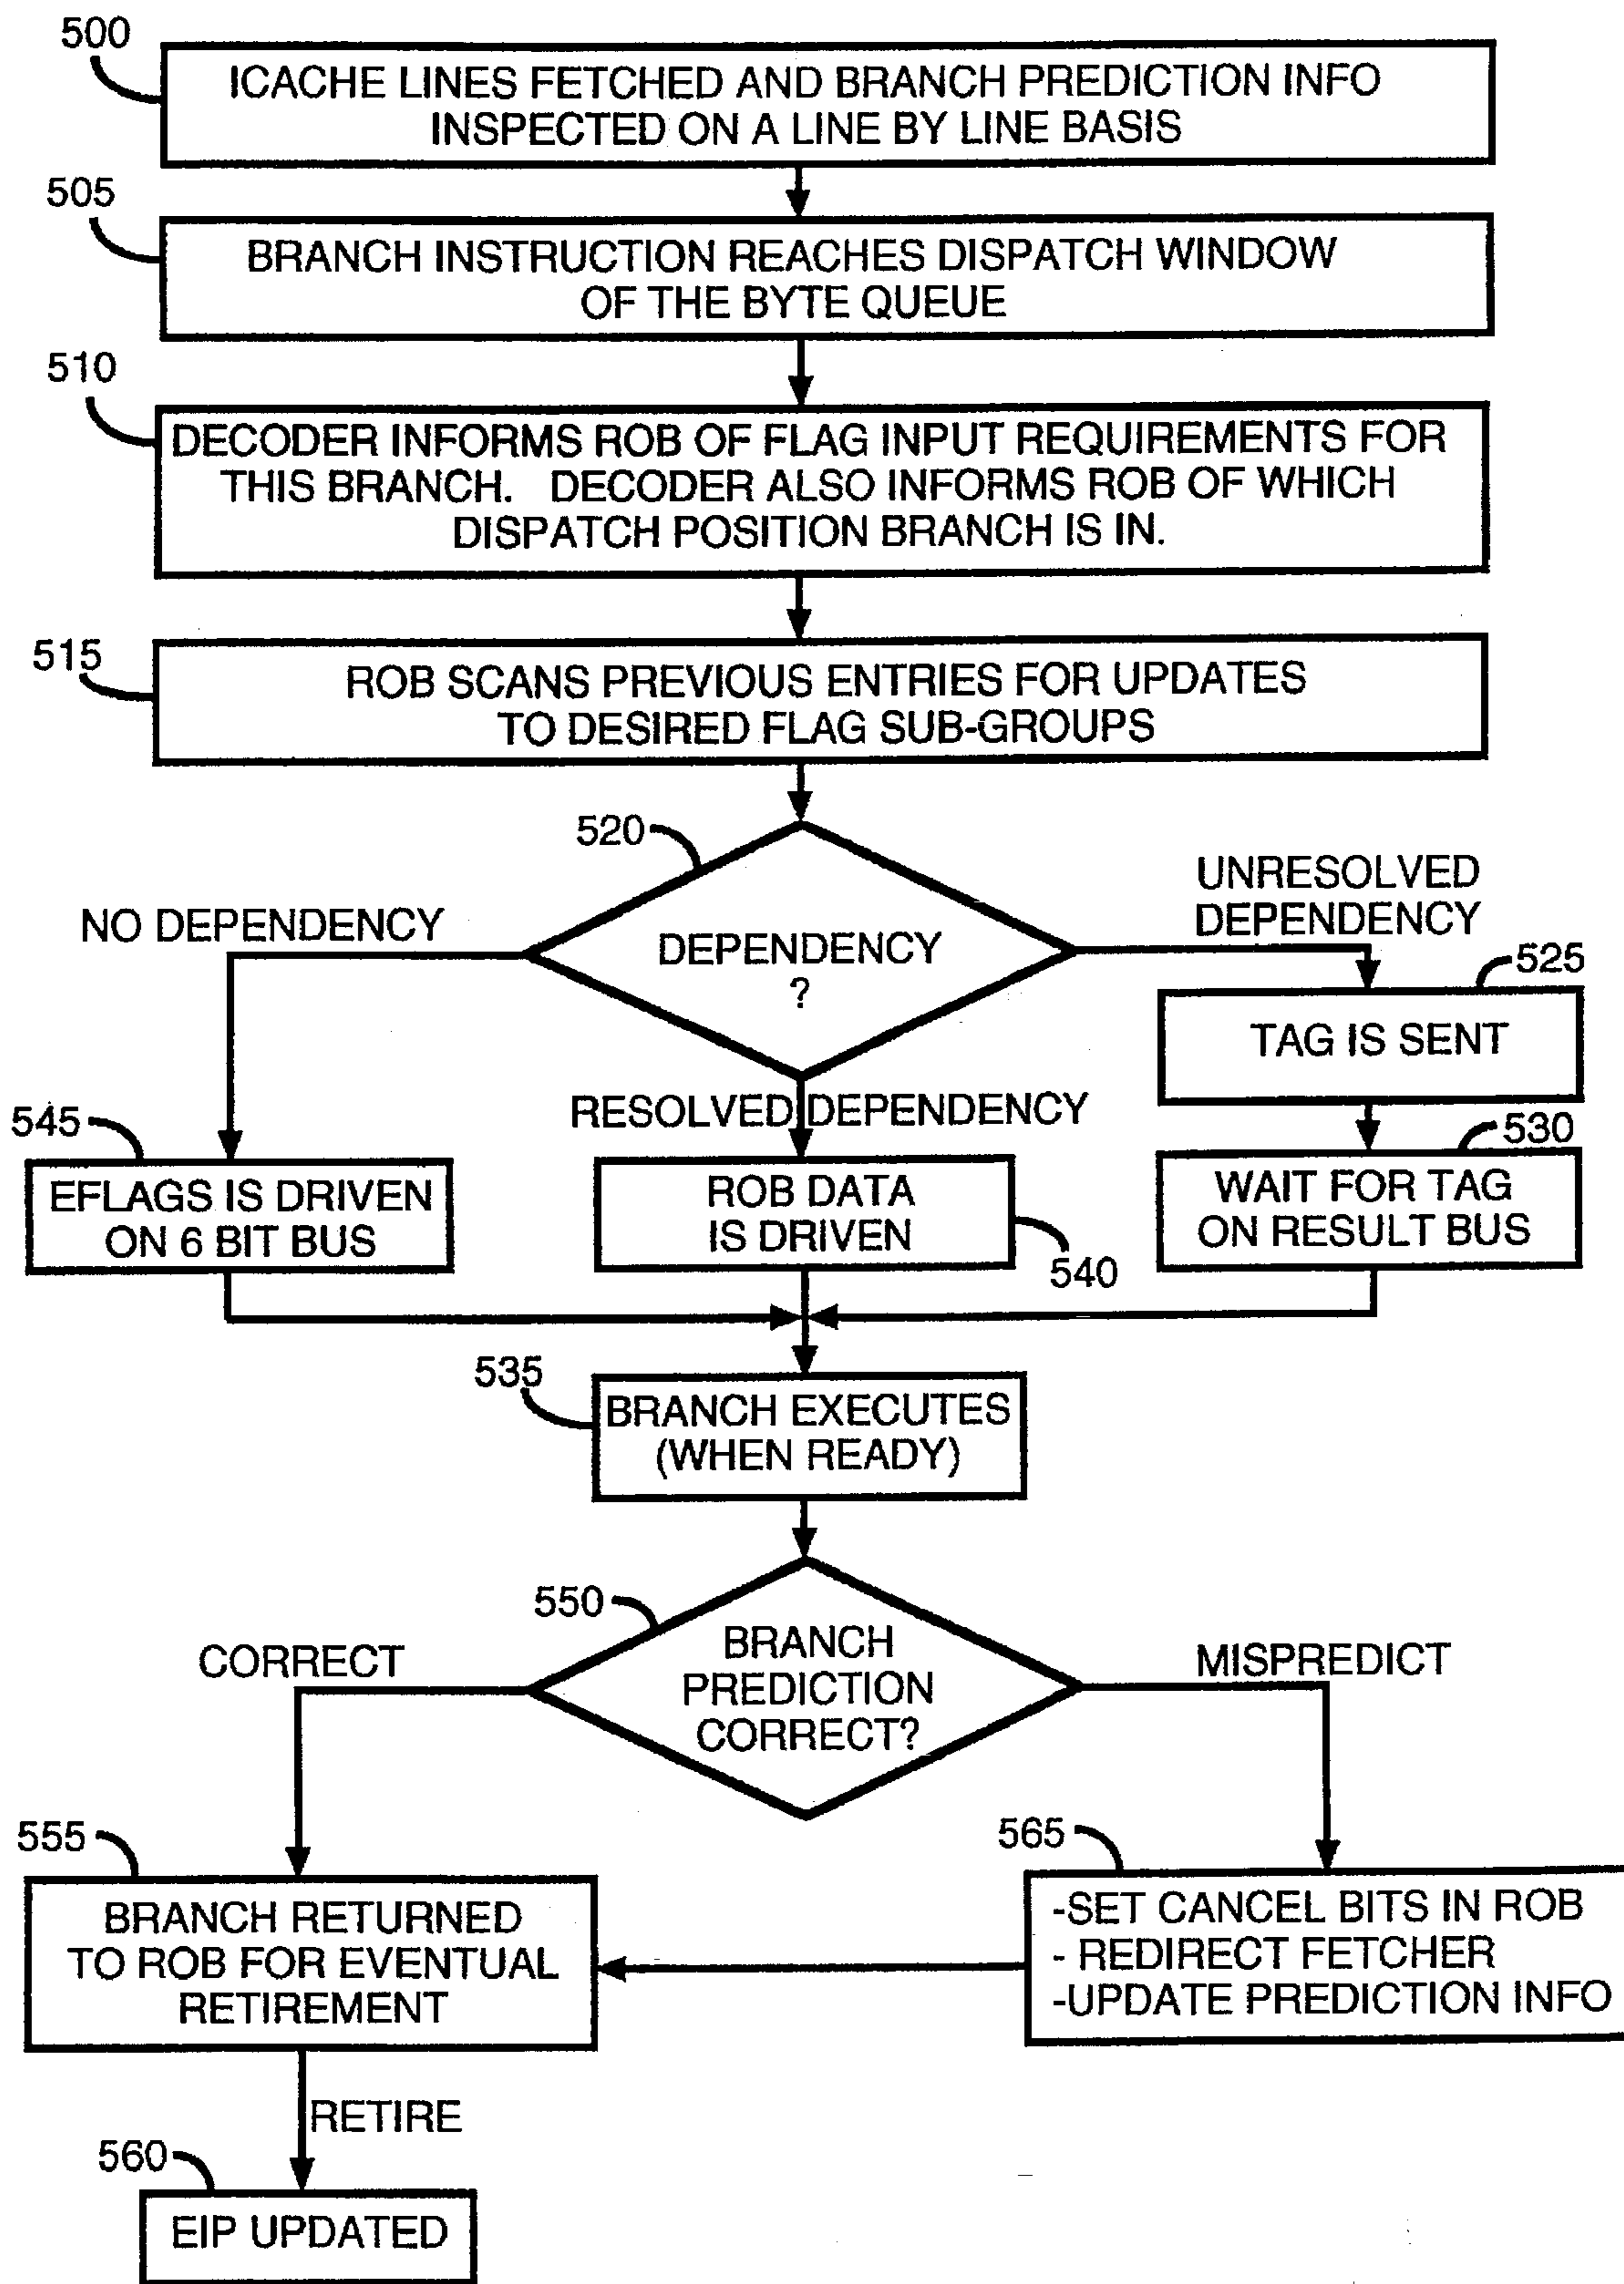 500
ICACHE LINES FETCHED AND BRANCH PREDICTION INFO
INSPECTED ON A LINE BY LINE BASIS
505
BRANCH INSTRUCTION REACHES DISPATCH WINDOW
OF THE BYTE QUEUE
510
DECODER INFORMS ROB OF FLAG INPUT REQUIREMENTS FOR
THIS BRANCH. DECODER ALSO INFORMS ROB OF WHICH
DISPATCH POSITION BRANCH IS IN.
515
ROB SCANS PREVIOUS ENTRIES FOR UPDATES
TO DESIRED FLAG SUB-GROUPS
520
DEPENDENCY
?
NO DEPENDENCY
UNRESOLVED
DEPENDENCY
525
TAG IS SENT
RESOLVED DEPENDENCY
545
EFLAGS IS DRIVEN
ON 6 BIT BUS
ROB DATA
IS DRIVEN
540
530
WAIT FOR TAG
ON RESULT BUS
535
BRANCH EXECUTES
(WHEN READY)
550
BRANCH
PREDICTION
CORRECT?
CORRECT
MISPREDICT
555
BRANCH RETURNED
TO ROB FOR EVENTUAL
RETIREMENT
565
-SET CANCEL BITS IN ROB
- REDIRECT FETCHER
-UPDATE PREDICTION INFO
RETIRE
560
EIP UPDATED